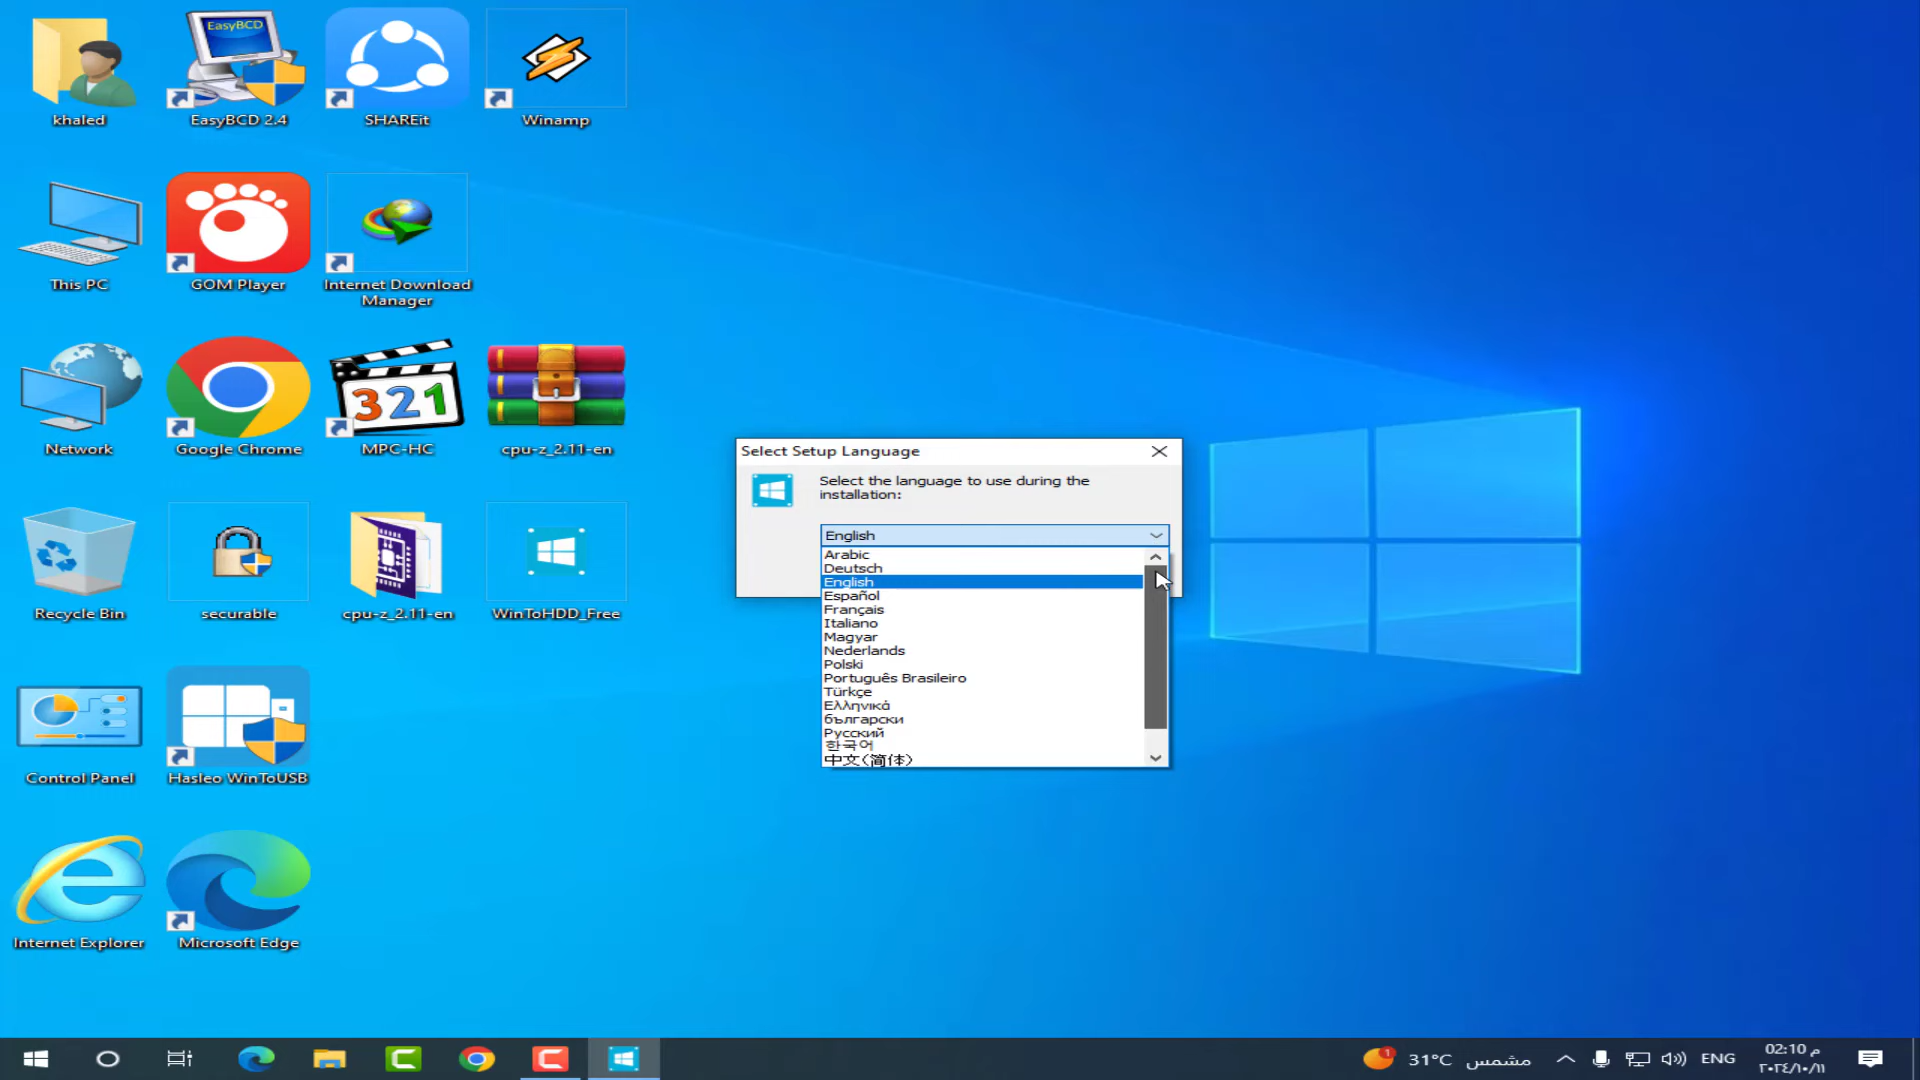 EasyBCD
khaled
EasyBCD 2.4
SHAREit
Winamp
This PC
GOM Player
Internet Download
Manager
321
Network
Google Chrome
MPC-HC
cpu-z_2.11-en
Recycle Bin
securable
cpu-z_2.11-en
WinToHDD_Free
Control Panel
Hasleo WinToUSB
Internet Explorer
Microsoft Edge
Select Setup Language
Select the language to use during the
installation:
English
Arabic
Deutsch
English
Español
Français
Italiano
Magyar
Nederlands
Polski
Português Brasileiro
Türkçe
Ελληνικά
български
Русский
한국어
中文(简体)
1
31°C مشمس
ENG
02:10 م
٢٠٢٤/١٠/١١